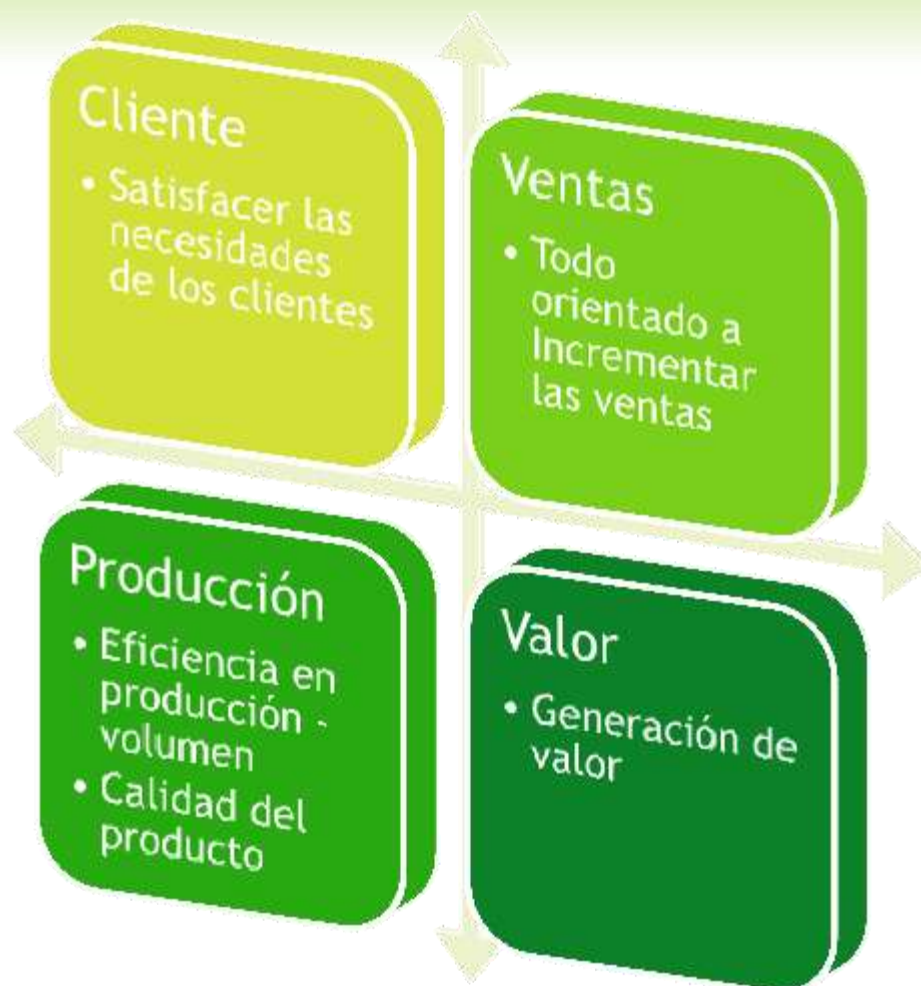 Cliente
• Satisfacer las
necesidades
de los clientes
Ventas
• Todo
orientado a
Incrementar
las ventas
Producción
• Eficiencia en
producción -
volumen
• Calidad del
producto
Valor
• Generación de
valor